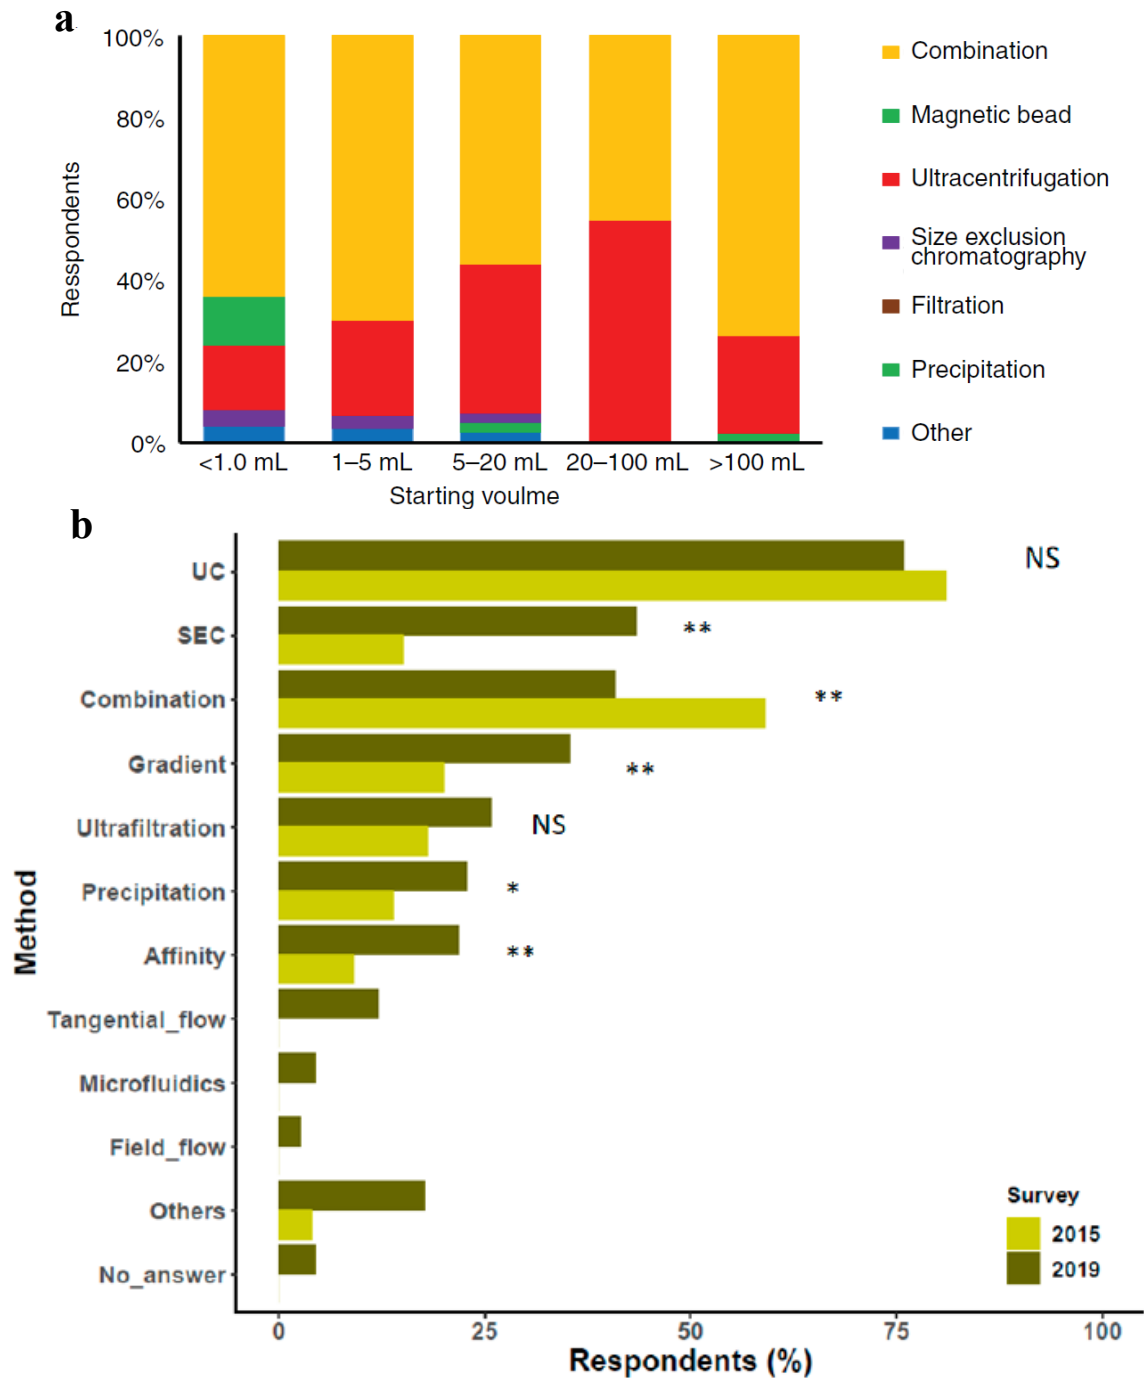 a
100%
80%
60%
40%
20%
0%
Resspondents
<1.0 mL
1–5 mL
5–20 mL
20–100 mL
>100 mL
Starting voulme
Combination
Magnetic bead
Ultracentrifugation
Size exclusion
chromatography
Filtration
Precipitation
Other
b
Method
UC
NS
SEC
**
Combination
**
Gradient
**
Ultrafiltration
NS
Precipitation
*
Affinity
**
Tangential_flow
Microfluidics
Field_flow
Others
No_answer
0
25
50
75
100
Respondents (%)
Survey
2015
2019